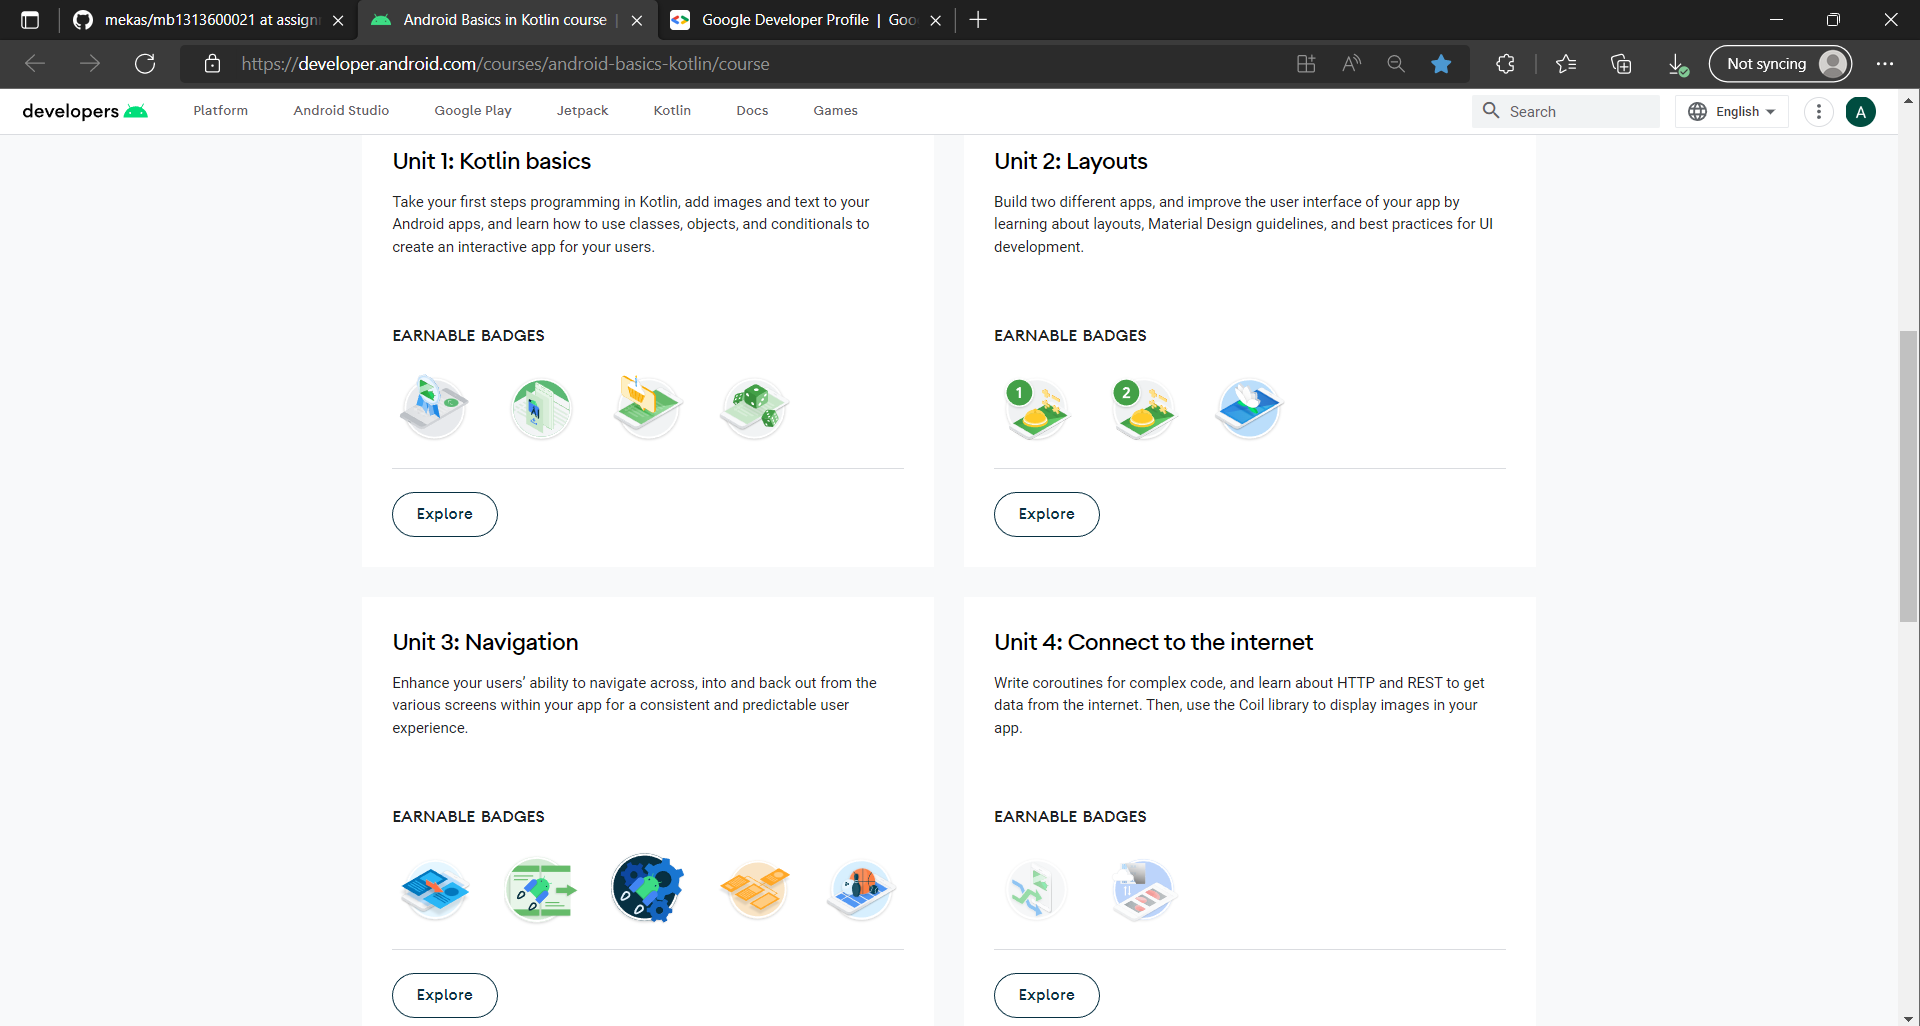 mekas/mb1313600021 at assign
Android Basics in Kotlin course
Google Developer Profile | Goo
https://developer.android.com/courses/android-basics-kotlin/course
Not syncing
developers
Platform
Android Studio
Google Play
Jetpack
Kotlin
Docs
Games
Search
English
A
Unit 1: Kotlin basics
Take your first steps programming in Kotlin, add images and text to your
Android apps, and learn how to use classes, objects, and conditionals to
create an interactive app for your users.
EARNABLE BADGES
Explore
Unit 2: Layouts
Build two different apps, and improve the user interface of your app by
learning about layouts, Material Design guidelines, and best practices for UI
development.
EARNABLE BADGES
1
2
Explore
Unit 3: Navigation
Enhance your users’ ability to navigate across, into and back out from the
various screens within your app for a consistent and predictable user
experience.
EARNABLE BADGES
Explore
Unit 4: Connect to the internet
Write coroutines for complex code, and learn about HTTP and REST to get
data from the internet. Then, use the Coil library to display images in your
app.
EARNABLE BADGES
Explore